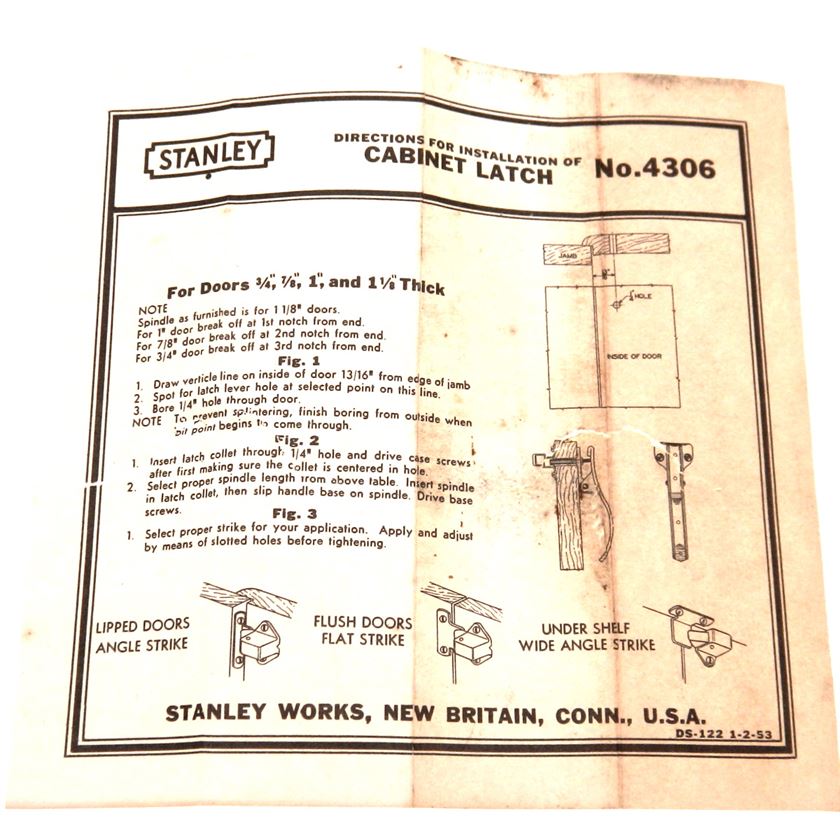 STANLEY
DIRECTIONS FOR INSTALLATION OF
CABINET LATCH No.4306
For Doors 3/4", 7/8", 1", and 1 1/8" Thick
NOTE
Spindle as furnished is for 1 1/8" doors.
For 1" door break off at 1st notch from end.
For 7/8" door break off at 2nd notch from end.
For 3/4" door break off at 3rd notch from end.
Fig. 1
1. Draw verticle line on inside of door 13/16" from edge of jamb
2. Spot for latch lever hole at selected point on this line.
3. Bore 1/4" hole through door.
NOTE To prevent splintering, finish boring from outside when
bit point begins to come through.
Fig. 2
1. Insert latch collet through 1/4" hole and drive case screws
after first making sure the collet is centered in hole.
2. Select proper spindle length from above table. Insert spindle
in latch collet, then slip handle base on spindle. Drive base
screws.
Fig. 3
1. Select proper strike for your application. Apply and adjust
by means of slotted holes before tightening.
JAMB
HOLE
INSIDE OF DOOR
LIPPED DOORS
ANGLE STRIKE
FLUSH DOORS
FLAT STRIKE
UNDER SHELF
WIDE ANGLE STRIKE
STANLEY WORKS, NEW BRITAIN, CONN., U.S.A.
DS-122 1-2-53